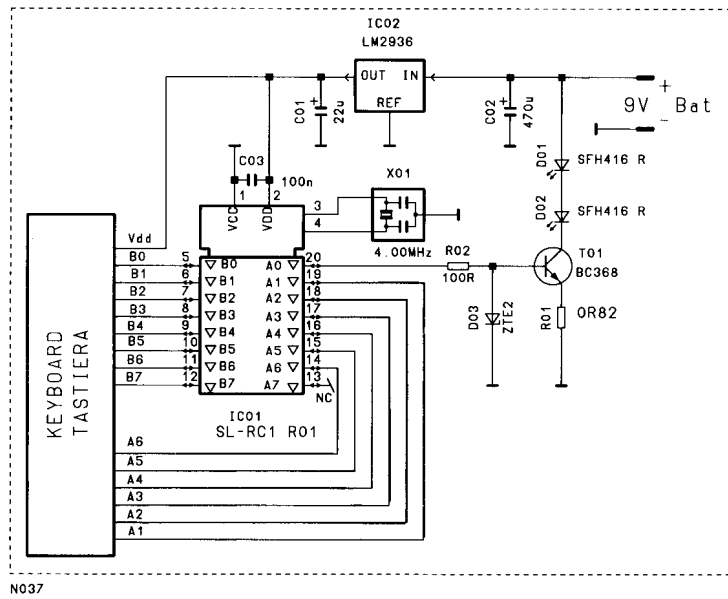 IC02
LM2936
OUT IN
REF
C01
22u
C02
470u
9V Bat
D01
SFH416 R
D02
SFH416 R
C03
100n
1 2
VCC VDD
X01
3
4
4.00MHz
R02
100R
T01
BC368
D03
ZTE2
R01
0R82
KEYBOARD
TASTIERA
Vdd
B0 5 B0 A0 20
B1 6 B1 A1 19
B2 7 B2 A2 18
B3 8 B3 A3 17
B4 9 B4 A4 16
B5 10 B5 A5 15
B6 11 B6 A6 14
B7 12 B7 A7 13
NC
IC01
SL-RC1 R01
A6
A5
A4
A3
A2
A1
N037